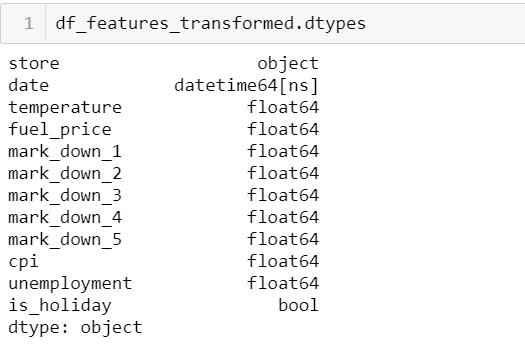 1 df_features_transformed.dtypes
store object
date datetime64[ns]
temperature float64
fuel_price float64
mark_down_1 float64
mark_down_2 float64
mark_down_3 float64
mark_down_4 float64
mark_down_5 float64
cpi float64
unemployment float64
is_holiday bool
dtype: object